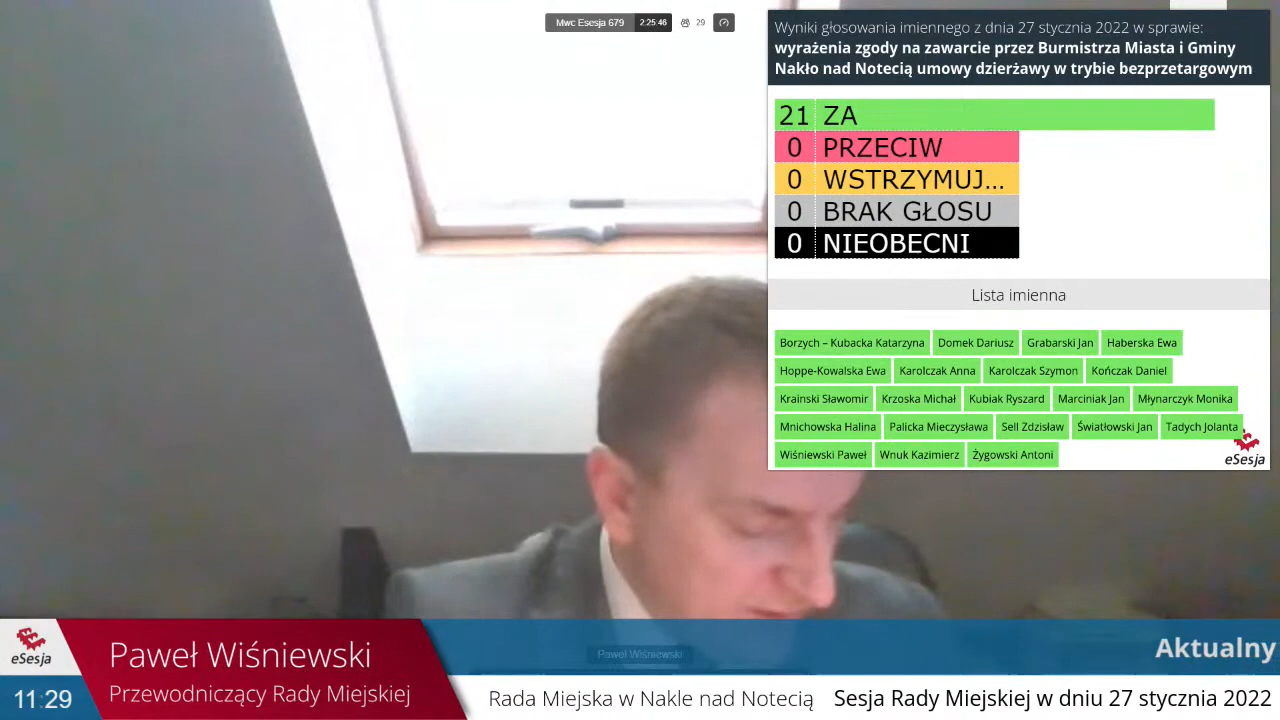 Mwc Esesja 679 2:25:46 29
Wyniki głosowania imiennego z dnia 27 stycznia 2022 w sprawie:
wyrażenia zgody na zawarcie przez Burmistrza Miasta i Gminy
Nakło nad Notecią umowy dzierżawy w trybie bezprzetargowym
21 ZA
0 PRZECIW
0 WSTRZYMUJ...
0 BRAK GŁOSU
0 NIEOBECNI
Lista imienna
Borzych – Kubacka Katarzyna Domek Dariusz Grabarski Jan Haberska Ewa
Hoppe-Kowalska Ewa Karolczak Anna Karolczak Szymon Kończak Daniel
Krainski Sławomir Krzoska Michał Kubiak Ryszard Marciniak Jan Młynarczyk Monika
Mnichowska Halina Palicka Mieczysława Sell Zdzisław Światłowski Jan Tadych Jolanta
Wiśniewski Paweł Wnuk Kazimierz Żygowski Antoni
eSesja
Paweł Wiśniewski
Aktualny
eSesja
Paweł Wiśniewski
Przewodniczący Rady Miejskiej
11:29
Rada Miejska w Nakle nad Notecią Sesja Rady Miejskiej w dniu 27 stycznia 2022